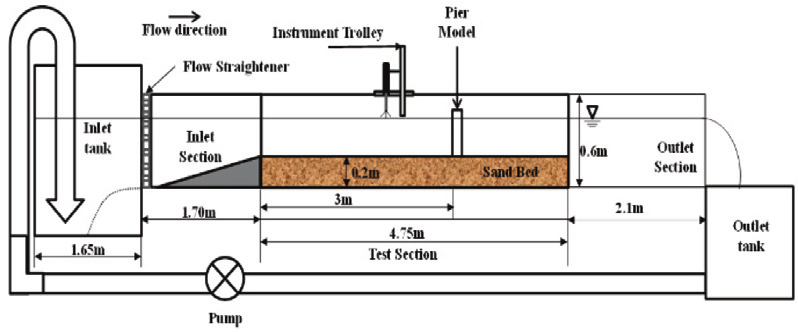 Flow direction
Instrument Trolley
Pier
Model
Flow Straightener
Inlet
tank
Inlet
Section
0.2m
Sand Bed
0.6m
Outlet
Section
1.70m
3m
2.1m
4.75m
Test Section
1.65m
Outlet
tank
Pump